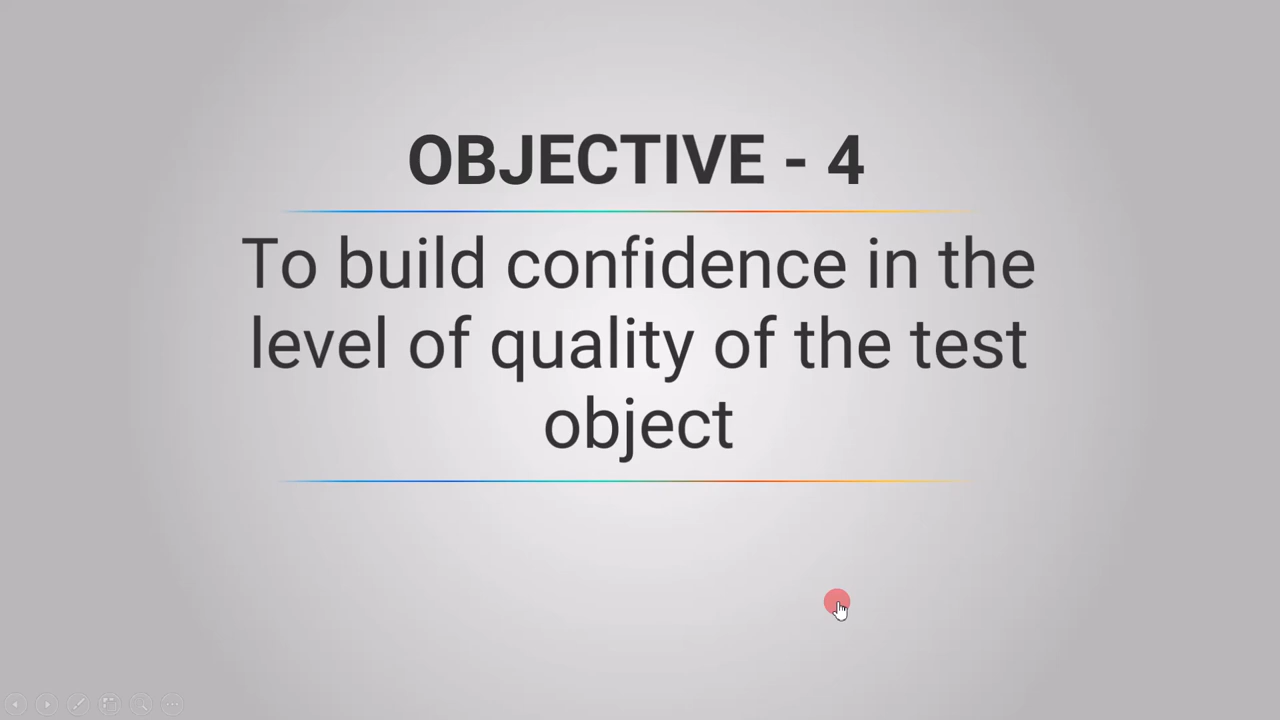 OBJECTIVE - 4
To build confidence in the
level of quality of the test
object